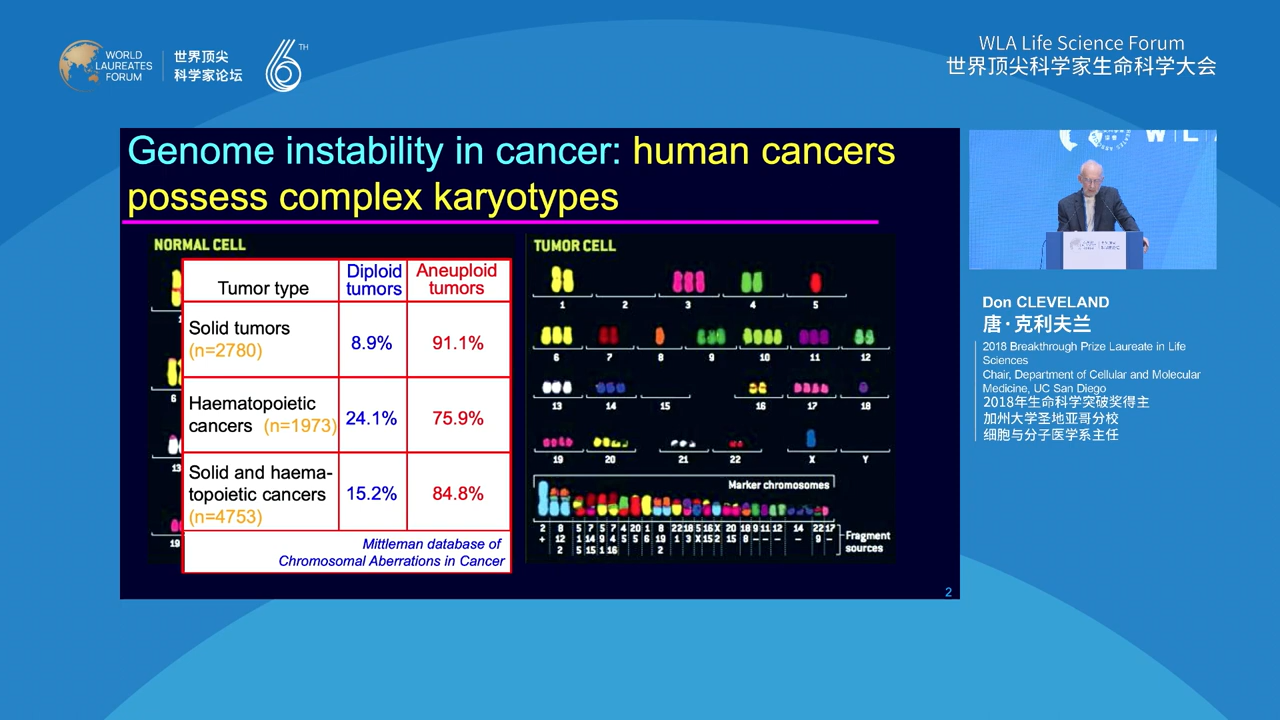 WORLD
LAUREATES
FORUM
世界顶尖
科学家论坛
6TH
WLA Life Science Forum
世界顶尖科学家生命科学大会
Genome instability in cancer: human cancers
possess complex karyotypes
NORMAL CELL
6
13
19
Tumor type
Diploid
tumors
Aneuploid
tumors
Solid tumors
(n=2780)
8.9%
91.1%
Haematopoietic
cancers (n=1973)
24.1%
75.9%
Solid and haema-
topoietic cancers
(n=4753)
15.2%
84.8%
Mittleman database of
Chromosomal Aberrations in Cancer
TUMOR CELL
1 2 3 4 5
6 7 8 9 10 11 12
13 14 15 16 17 18
19 20 21 22 X Y
Marker chromosomes
Fragment
sources
2
Don CLEVELAND
唐·克利夫兰
2018 Breakthrough Prize Laureate in Life
Sciences
Chair, Department of Cellular and Molecular
Medicine, UC San Diego
2018年生命科学突破奖得主
加州大学圣地亚哥分校
细胞与分子医学系主任